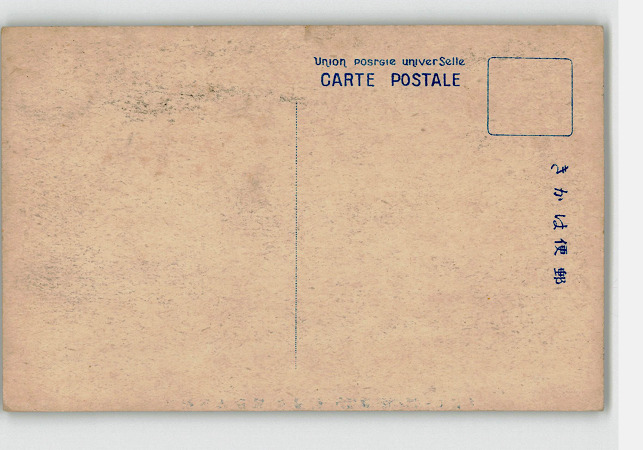 Union posrgie univerSelle
CARTE POSTALE
きかは便郵